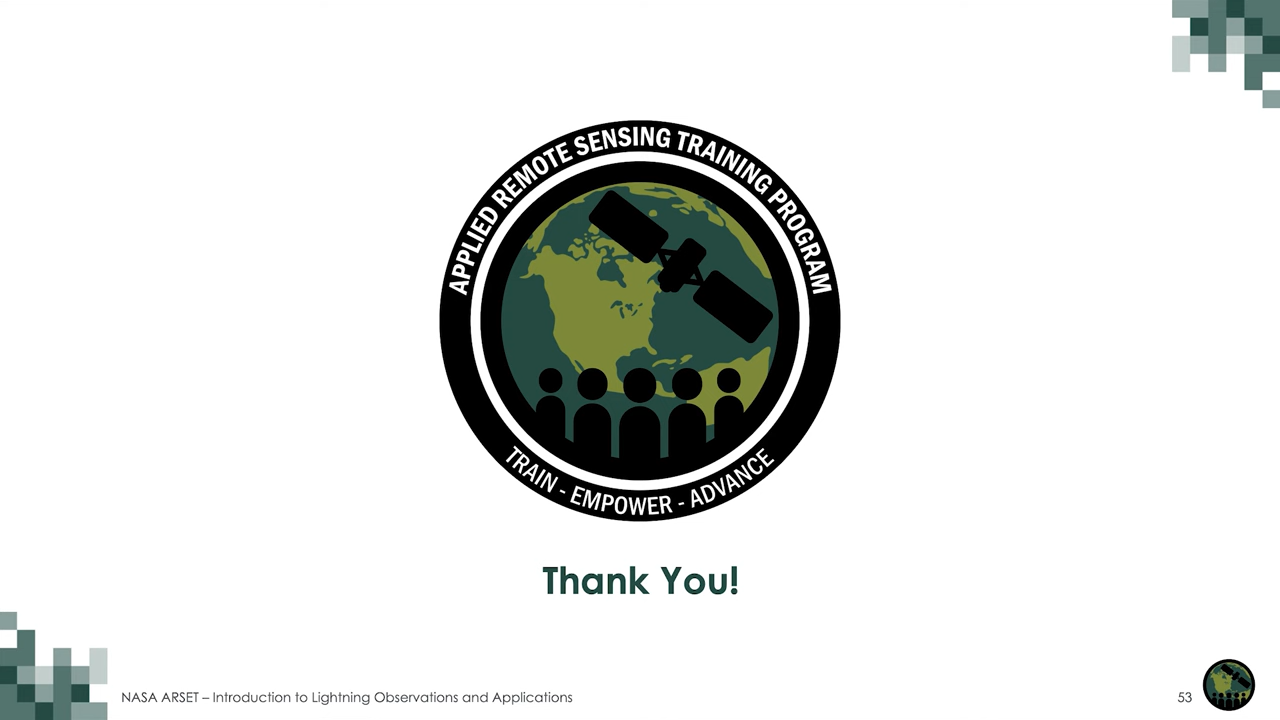 APPLIED REMOTE SENSING TRAINING PROGRAM
TRAIN - EMPOWER - ADVANCE
Thank You!
NASA ARSET – Introduction to Lightning Observations and Applications
53